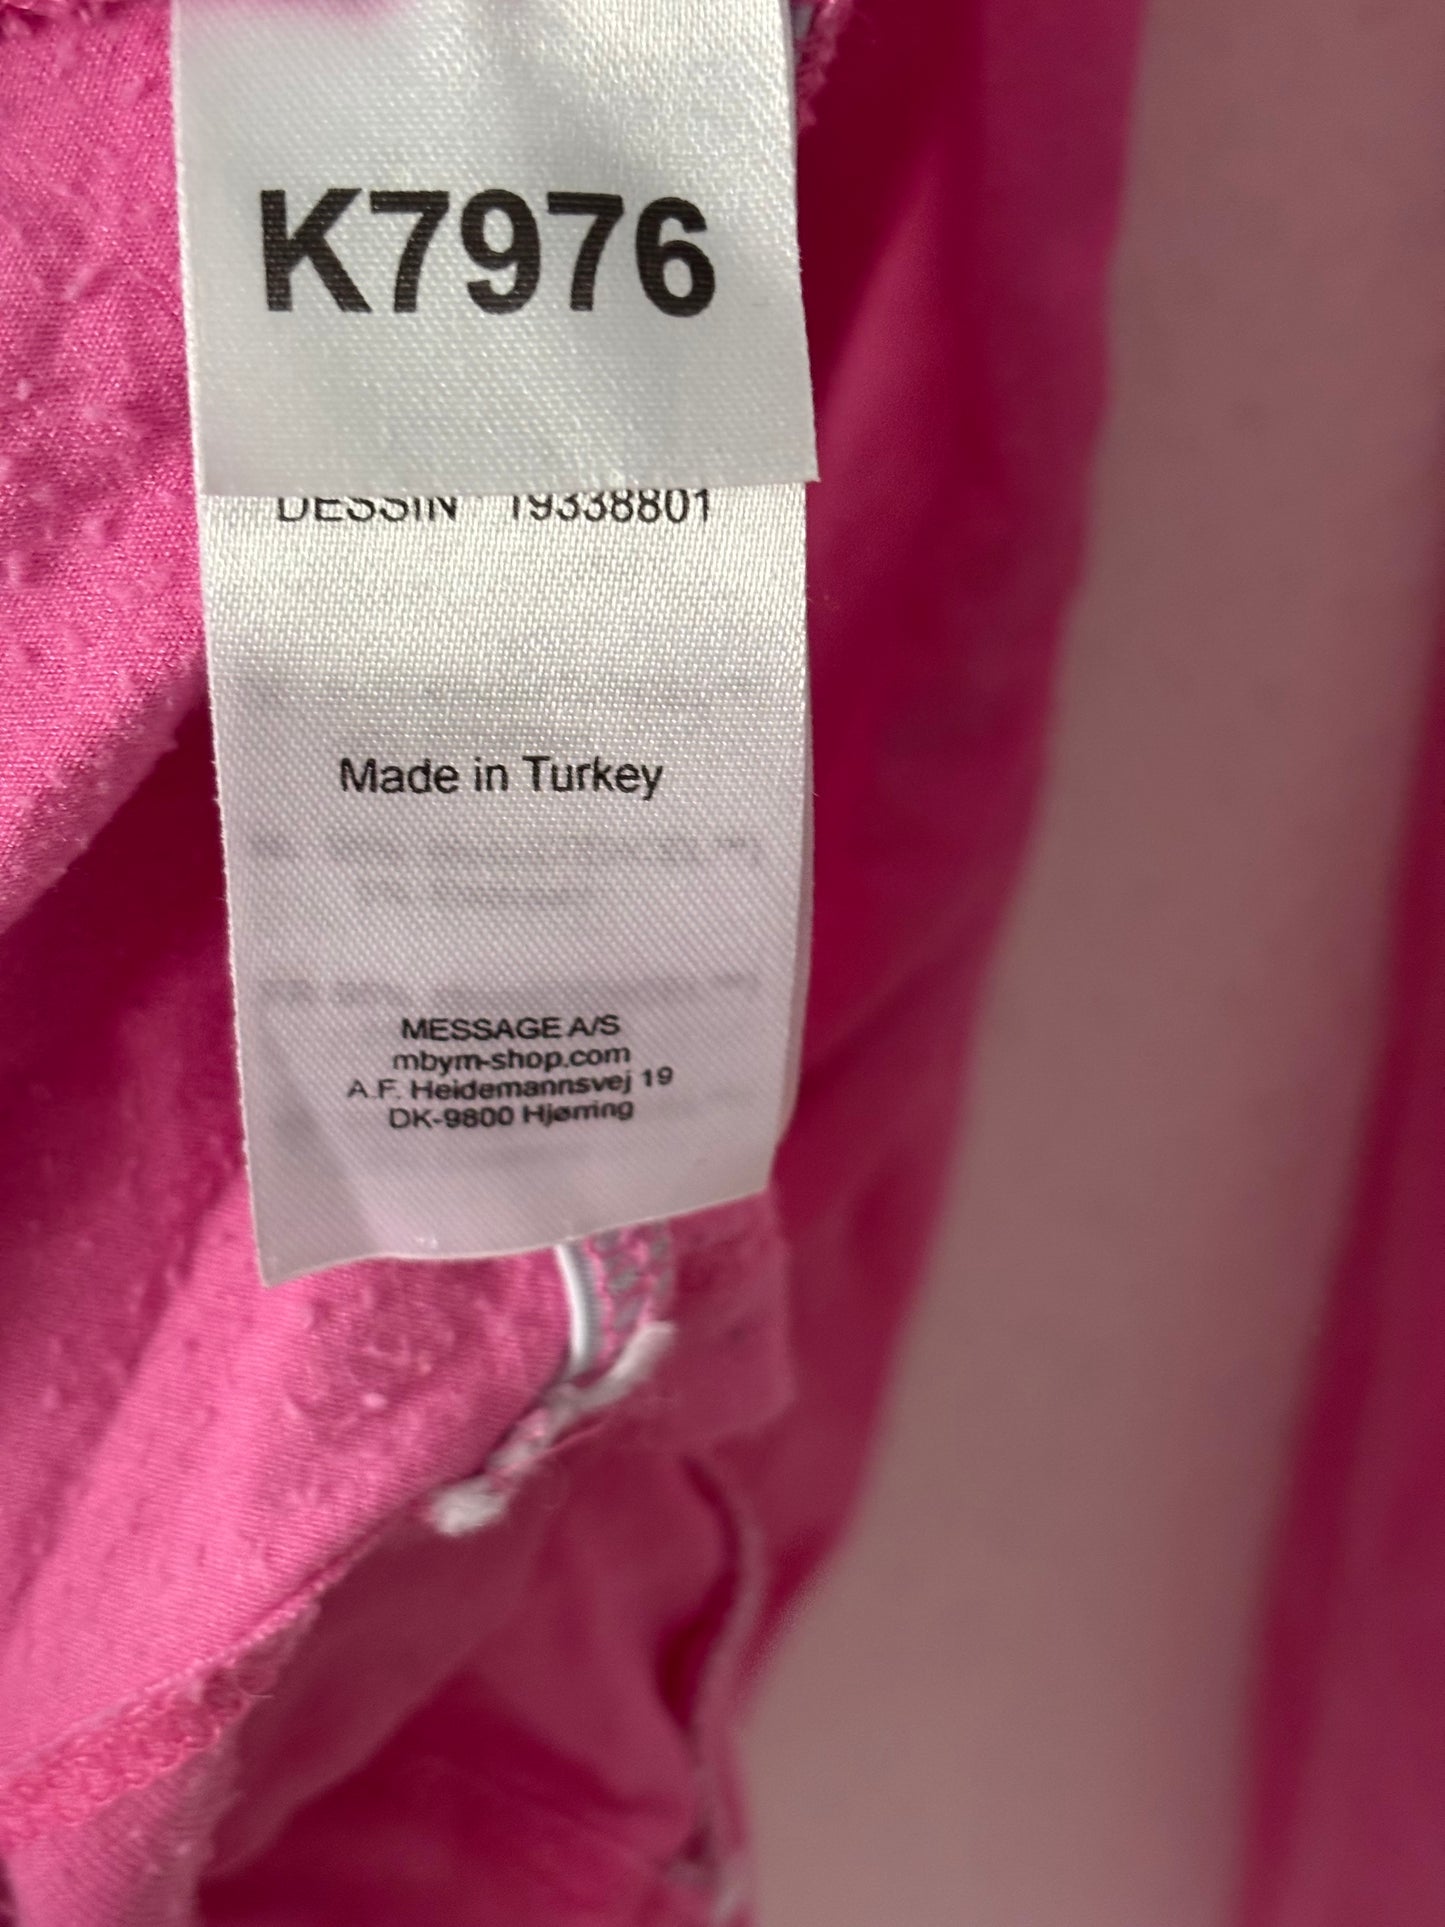 K7976
DESSIN 19338801
Made in Turkey
MESSAGE A/S
mbym-shop.com
A.F. Heidemannsvej 19
DK-9800 Hjørring